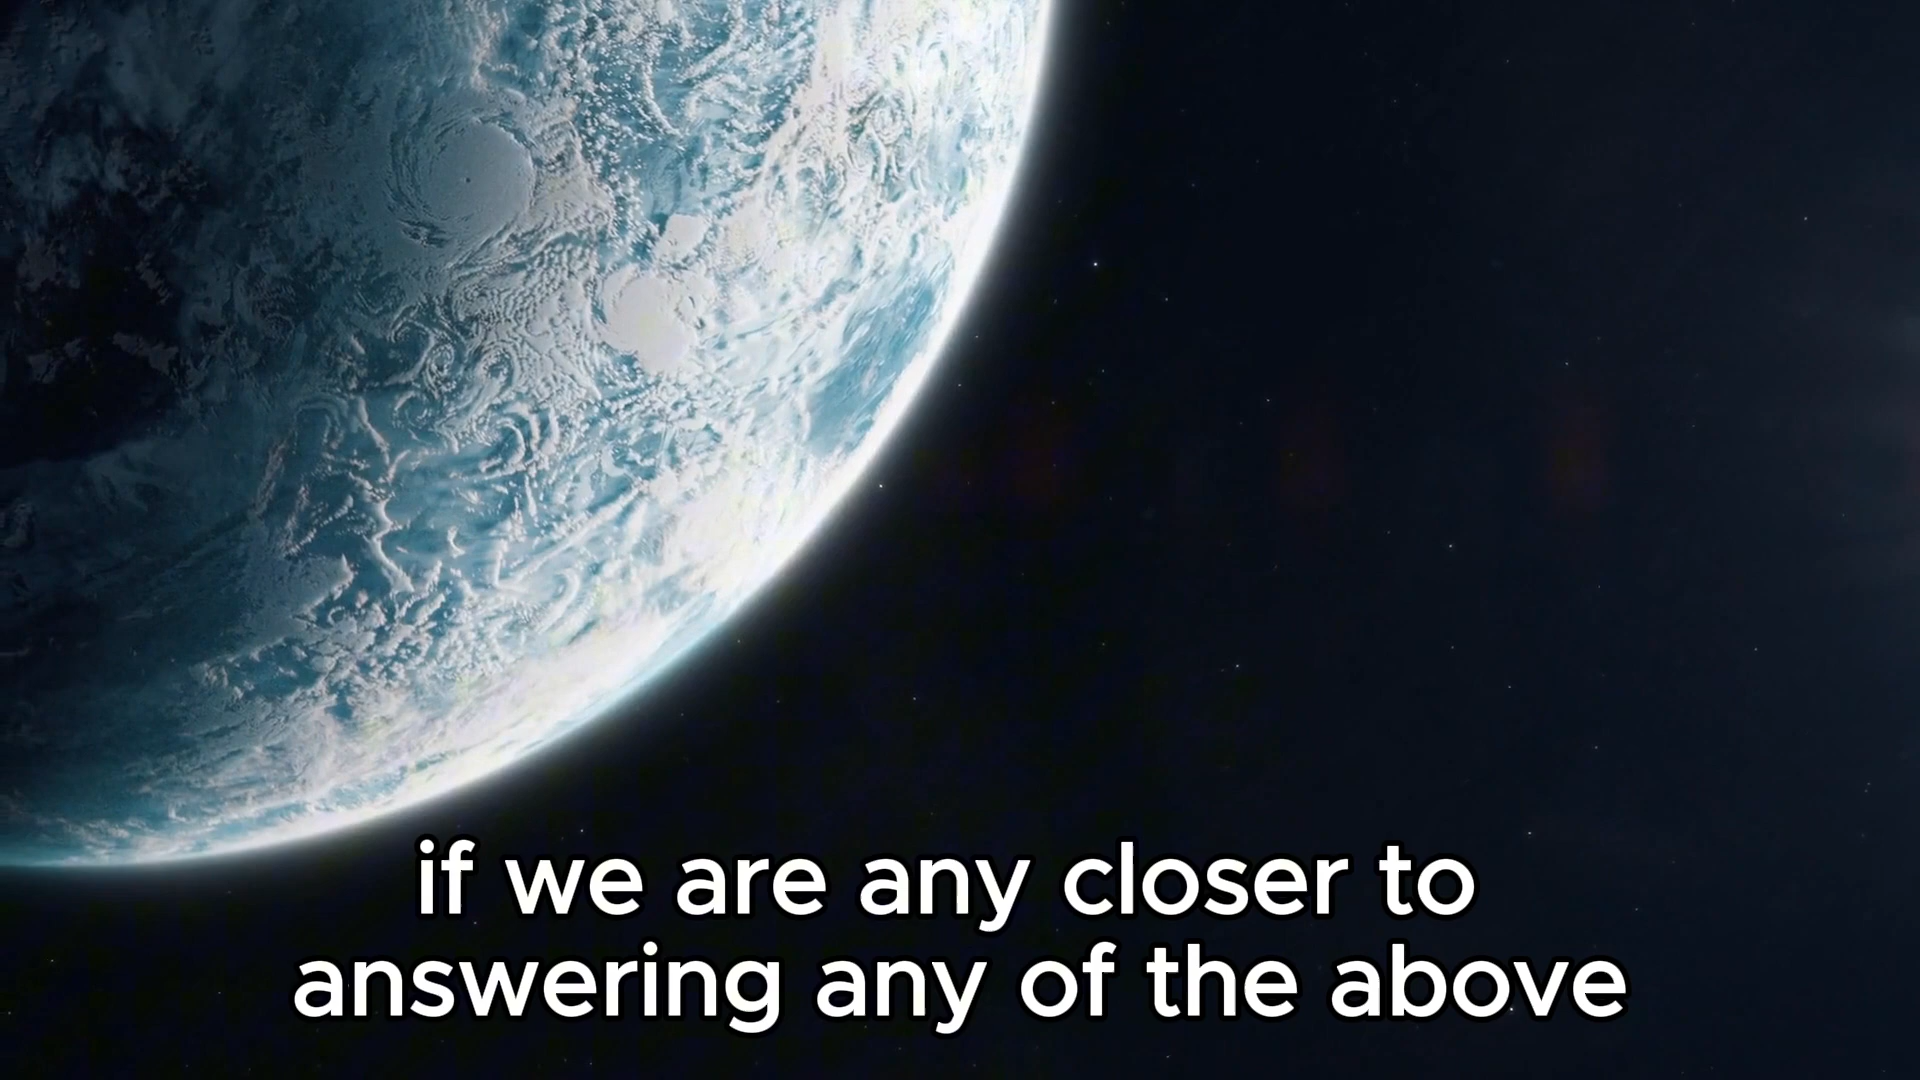 if we are any closer to
answering any of the above